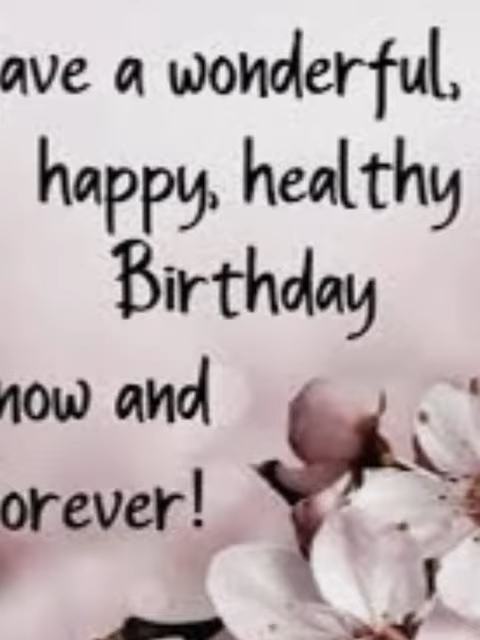 ave a wonderful,
happy, healthy
Birthday
now and
orever!